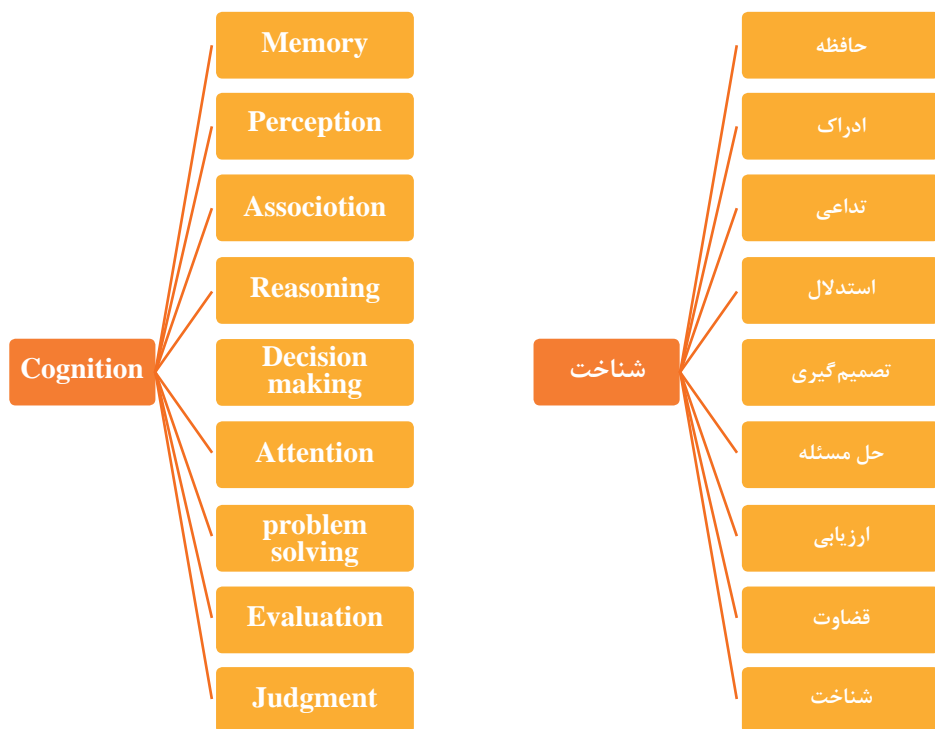 Cognition
Memory
Perception
Associotion
Reasoning
Decision
making
Attention
problem
solving
Evaluation
Judgment
شناخت
حافظه
ادراک
تداعی
استدلال
تصمیم‌گیری
حل مسئله
ارزیابی
قضاوت
شناخت